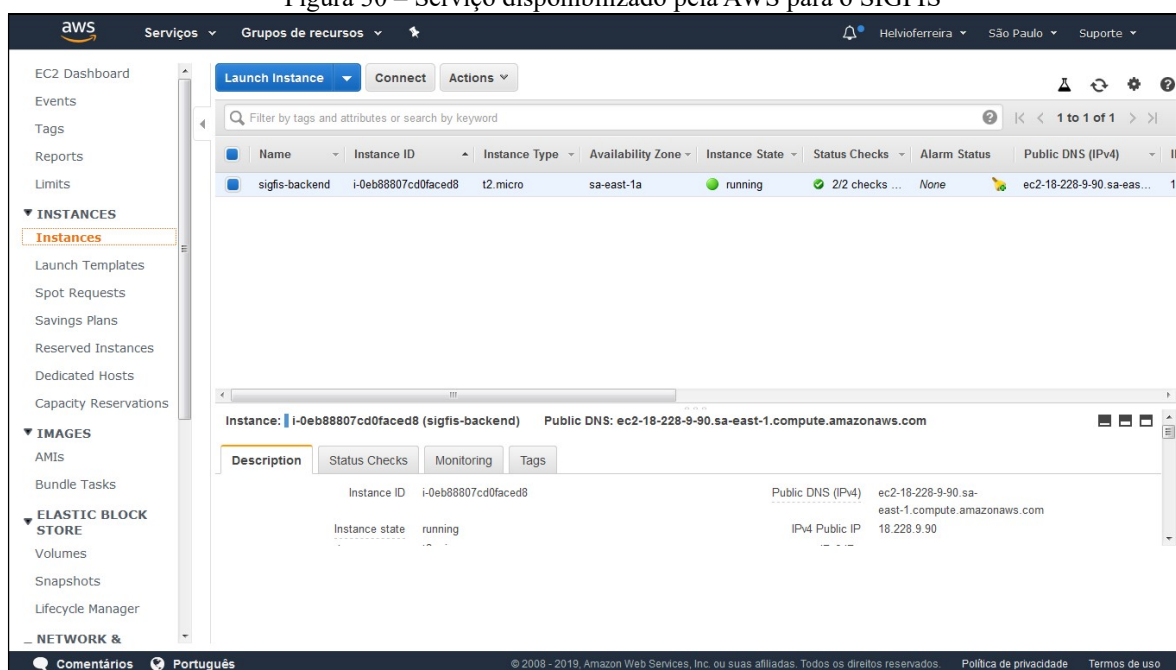 Figura 30 – Serviço disponibilizado pela AWS para o SIGFIS
aws Serviços Grupos de recursos Helvioferreira São Paulo Suporte
EC2 Dashboard
Events
Tags
Reports
Limits
INSTANCES
Instances
Launch Templates
Spot Requests
Savings Plans
Reserved Instances
Dedicated Hosts
Capacity Reservations
IMAGES
AMIs
Bundle Tasks
ELASTIC BLOCK
STORE
Volumes
Snapshots
Lifecycle Manager
NETWORK &
Launch Instance Connect Actions
Filter by tags and attributes or search by keyword 1 to 1 of 1
Name Instance ID Instance Type Availability Zone Instance State Status Checks Alarm Status Public DNS (IPv4)
sigfis-backend i-0eb88807cd0faced8 t2.micro sa-east-1a running 2/2 checks ... None ec2-18-228-9-90.sa-eas... 1
Instance: i-0eb88807cd0faced8 (sigfis-backend) Public DNS: ec2-18-228-9-90.sa-east-1.compute.amazonaws.com
Description Status Checks Monitoring Tags
Instance ID i-0eb88807cd0faced8 Public DNS (IPv4) ec2-18-228-9-90.sa-
east-1.compute.amazonaws.com
Instance state running IPv4 Public IP 18.228.9.90
Comentários Português © 2008 - 2019, Amazon Web Services, Inc. ou suas afiliadas. Todos os direitos reservados. Política de privacidade Termos de uso